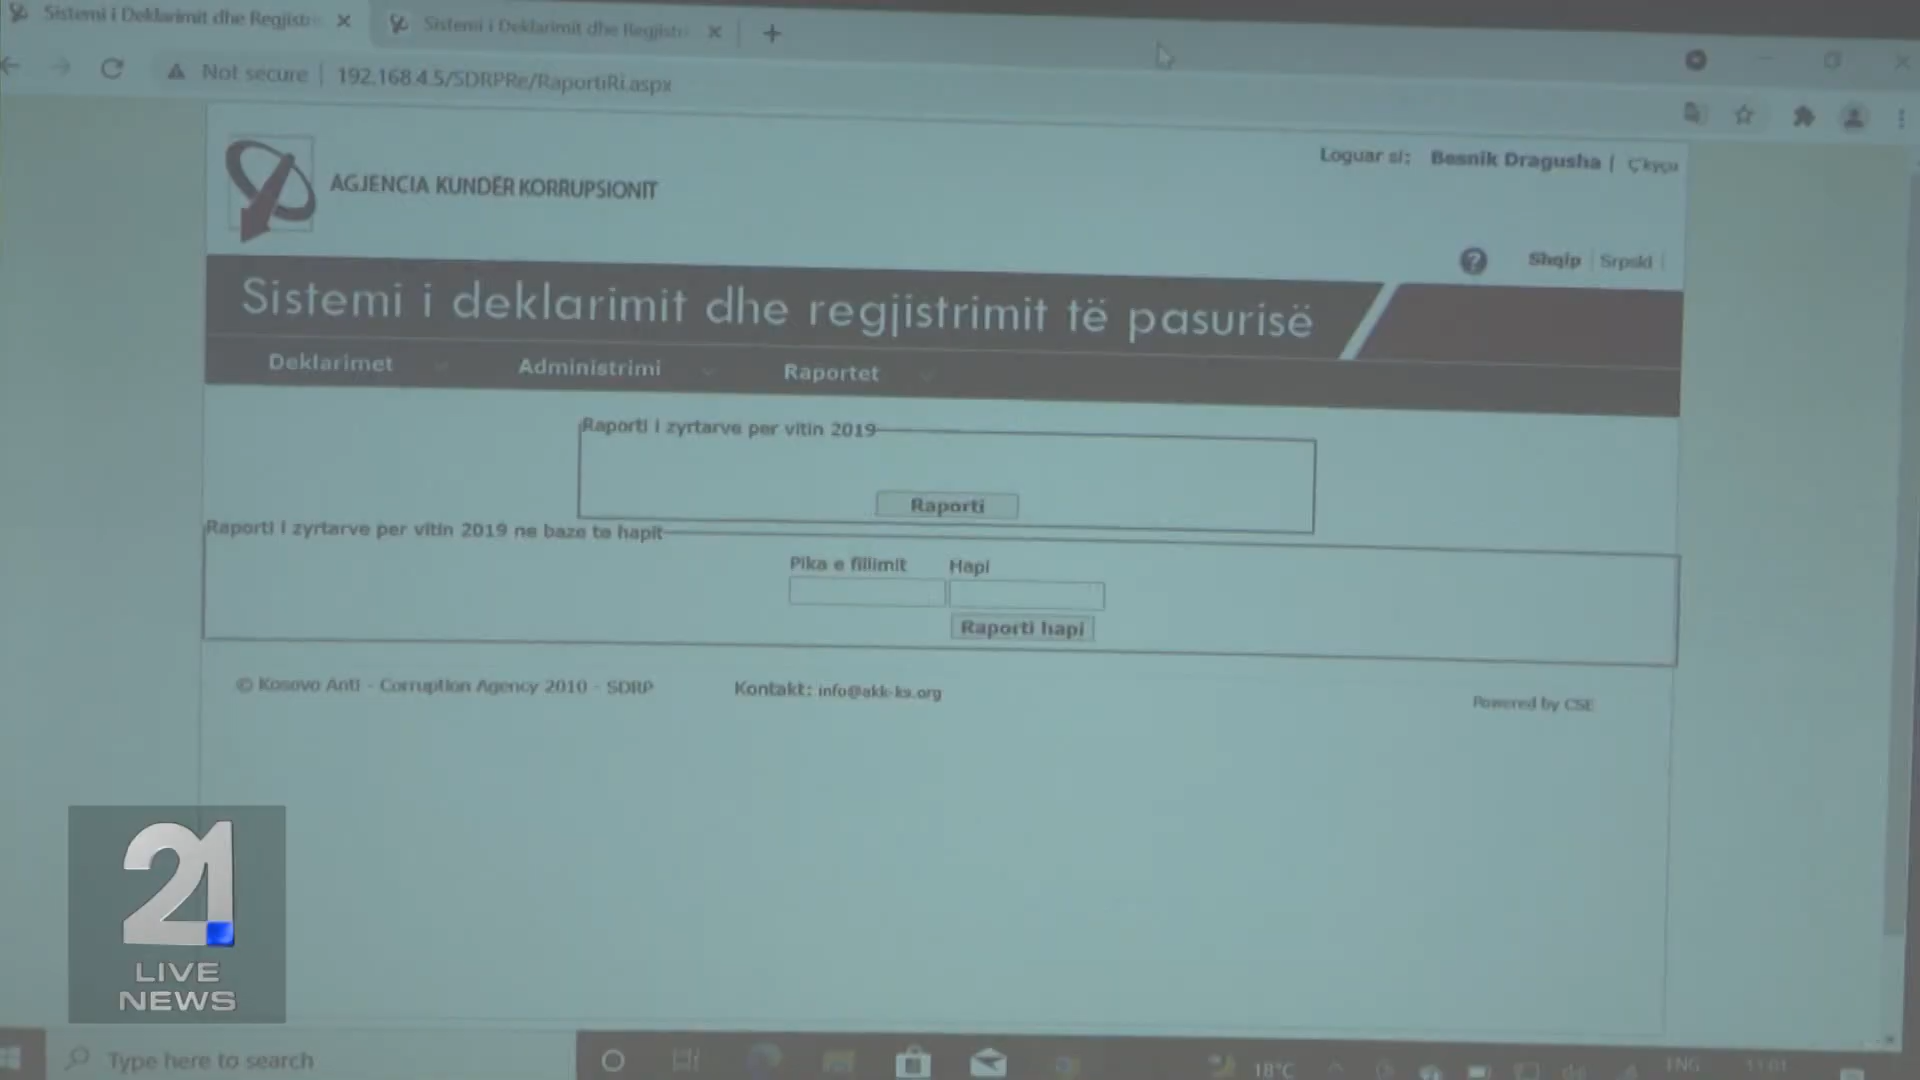 Sistemi i Deklarimit dhe Regjistr
Sistemi i Deklarimit dhe Regjistr
Not secure | 192.168.4.5/SDRPRe/RaportiRi.aspx
AGJENCIA KUNDËR KORRUPSIONIT
Loguar si: Besnik Dragusha | Ç'kyçu
Shqip | Srpski |
Sistemi i deklarimit dhe regjistrimit të pasurisë
Deklarimet Administrimi Raportet
Raporti i zyrtarve per vitin 2019
Raporti
Raporti i zyrtarve per vitin 2019 ne baze te hapit
Pika e fillimit Hapi
Raporti hapi
© Kosovo Anti - Corruption Agency 2010 - SDRP
Kontakt: info@akk-ks.org
Powered by CSE
21
LIVE
NEWS
Type here to search
18°C
ENG
11:01